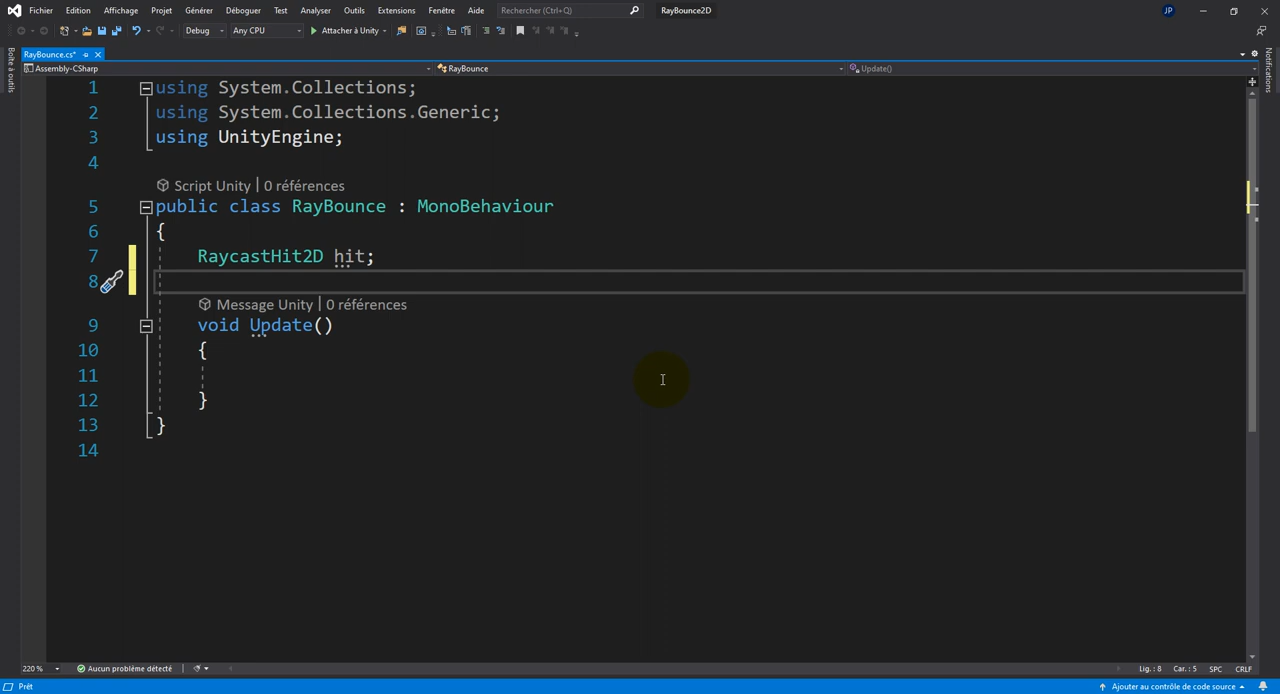 Fichier Edition Affichage Projet Générer Déboguer Test Analyser Outils Extensions Fenêtre Aide Rechercher (Ctrl+Q) RayBounce2D JP
Debug Any CPU Attacher à Unity
RayBounce.cs*
Assembly-CSharp RayBounce Update()
Boîte à outils
Notifications
1 using System.Collections;
2 using System.Collections.Generic;
3 using UnityEngine;
4
Script Unity | 0 références
5 public class RayBounce : MonoBehaviour
6 {
7 RaycastHit2D hit;
8
Message Unity | 0 références
9 void Update()
10 {
11
12 }
13 }
14
220 % Aucun problème détecté Lig. : 8 Car. : 5 SPC CRLF
Prêt Ajouter au contrôle de code source